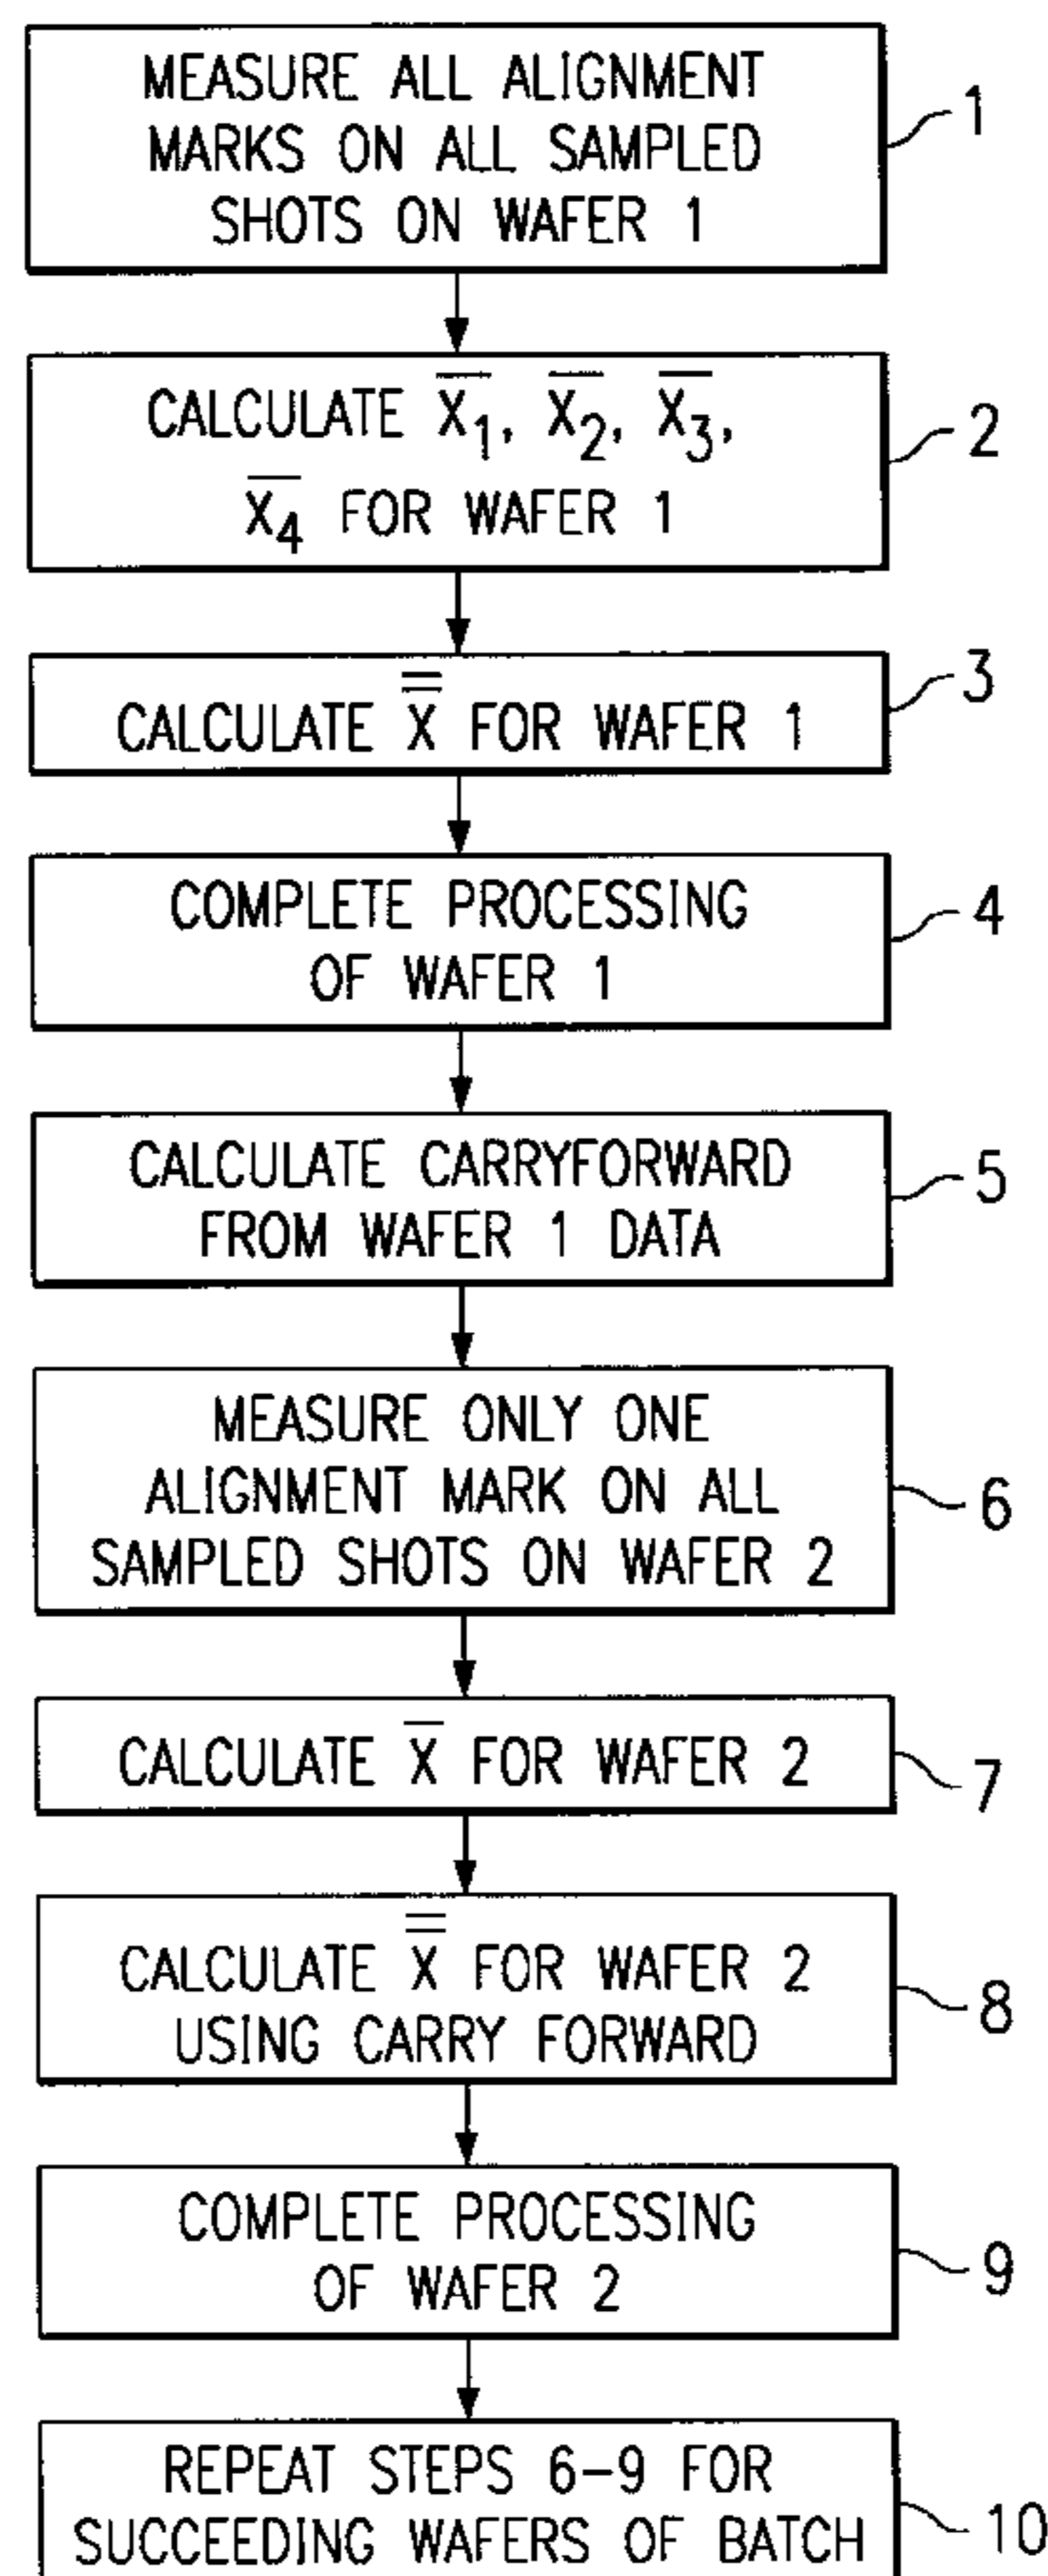 MEASURE ALL ALIGNMENT
MARKS ON ALL SAMPLED
SHOTS ON WAFER 1
1
CALCULATE X̅₁, X̅₂, X̅₃,
X̅₄ FOR WAFER 1
2
CALCULATE X̿ FOR WAFER 1
3
COMPLETE PROCESSING
OF WAFER 1
4
CALCULATE CARRYFORWARD
FROM WAFER 1 DATA
5
MEASURE ONLY ONE
ALIGNMENT MARK ON ALL
SAMPLED SHOTS ON WAFER 2
6
CALCULATE X̅ FOR WAFER 2
7
CALCULATE X̿ FOR WAFER 2
USING CARRY FORWARD
8
COMPLETE PROCESSING
OF WAFER 2
9
REPEAT STEPS 6-9 FOR
SUCCEEDING WAFERS OF BATCH
10